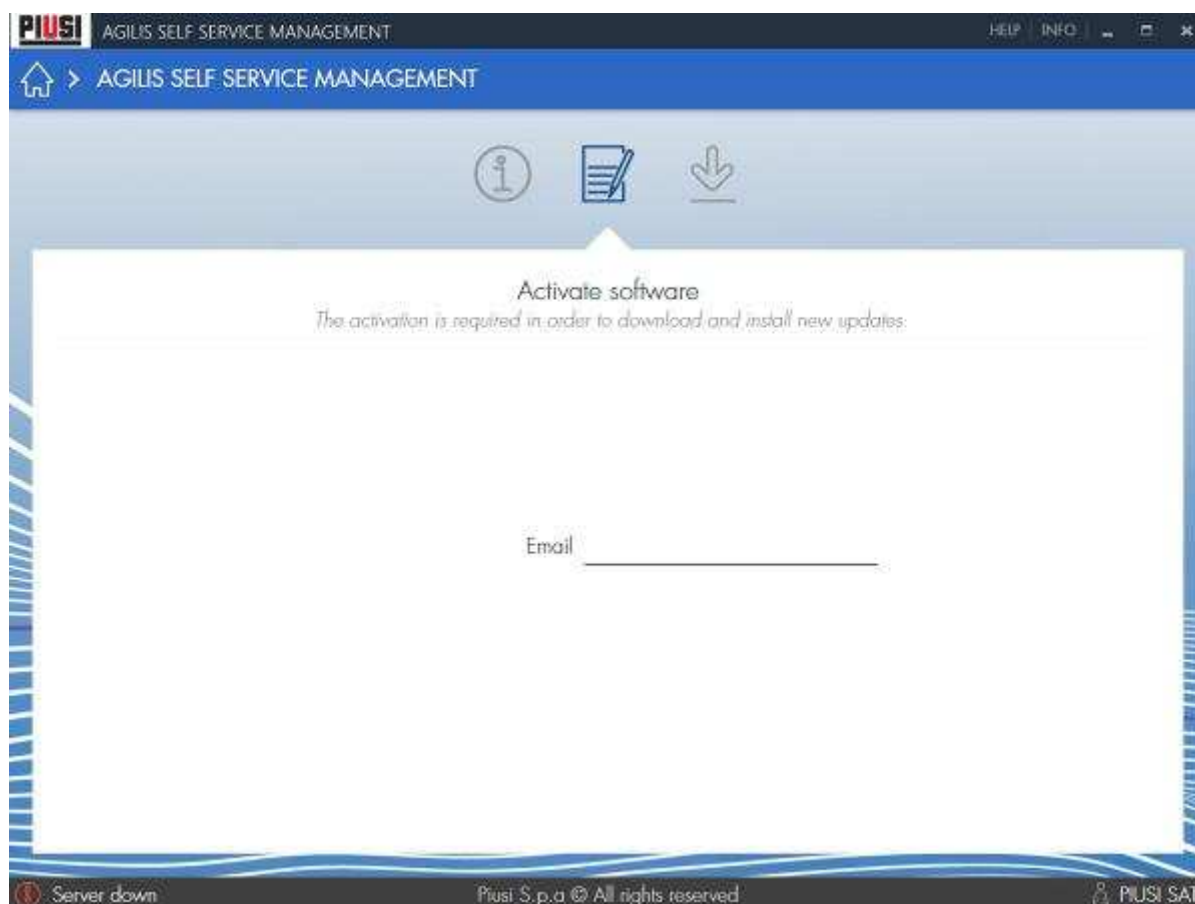 PIUSI AGILIS SELF SERVICE MANAGEMENT HELP INFO
> AGILIS SELF SERVICE MANAGEMENT
Activate software
The activation is required in order to download and install new updates
Email
Server down Piusi S.p.a © All rights reserved PIUSI SAT